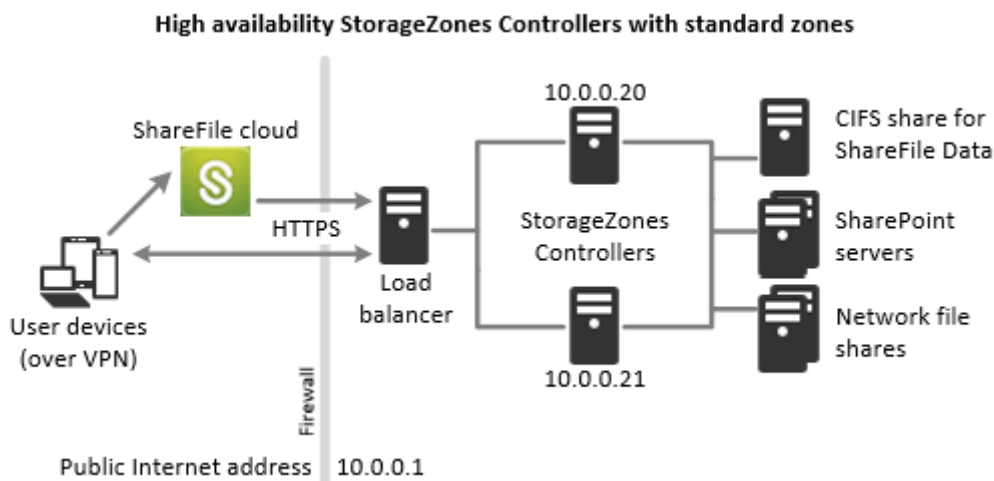 High availability StorageZones Controllers with standard zones
10.0.0.20
ShareFile cloud
CIFS share for
ShareFile Data
HTTPS
StorageZones
Controllers
SharePoint
servers
Load
balancer
User devices
(over VPN)
Network file
shares
10.0.0.21
Firewall
Public Internet address
10.0.0.1